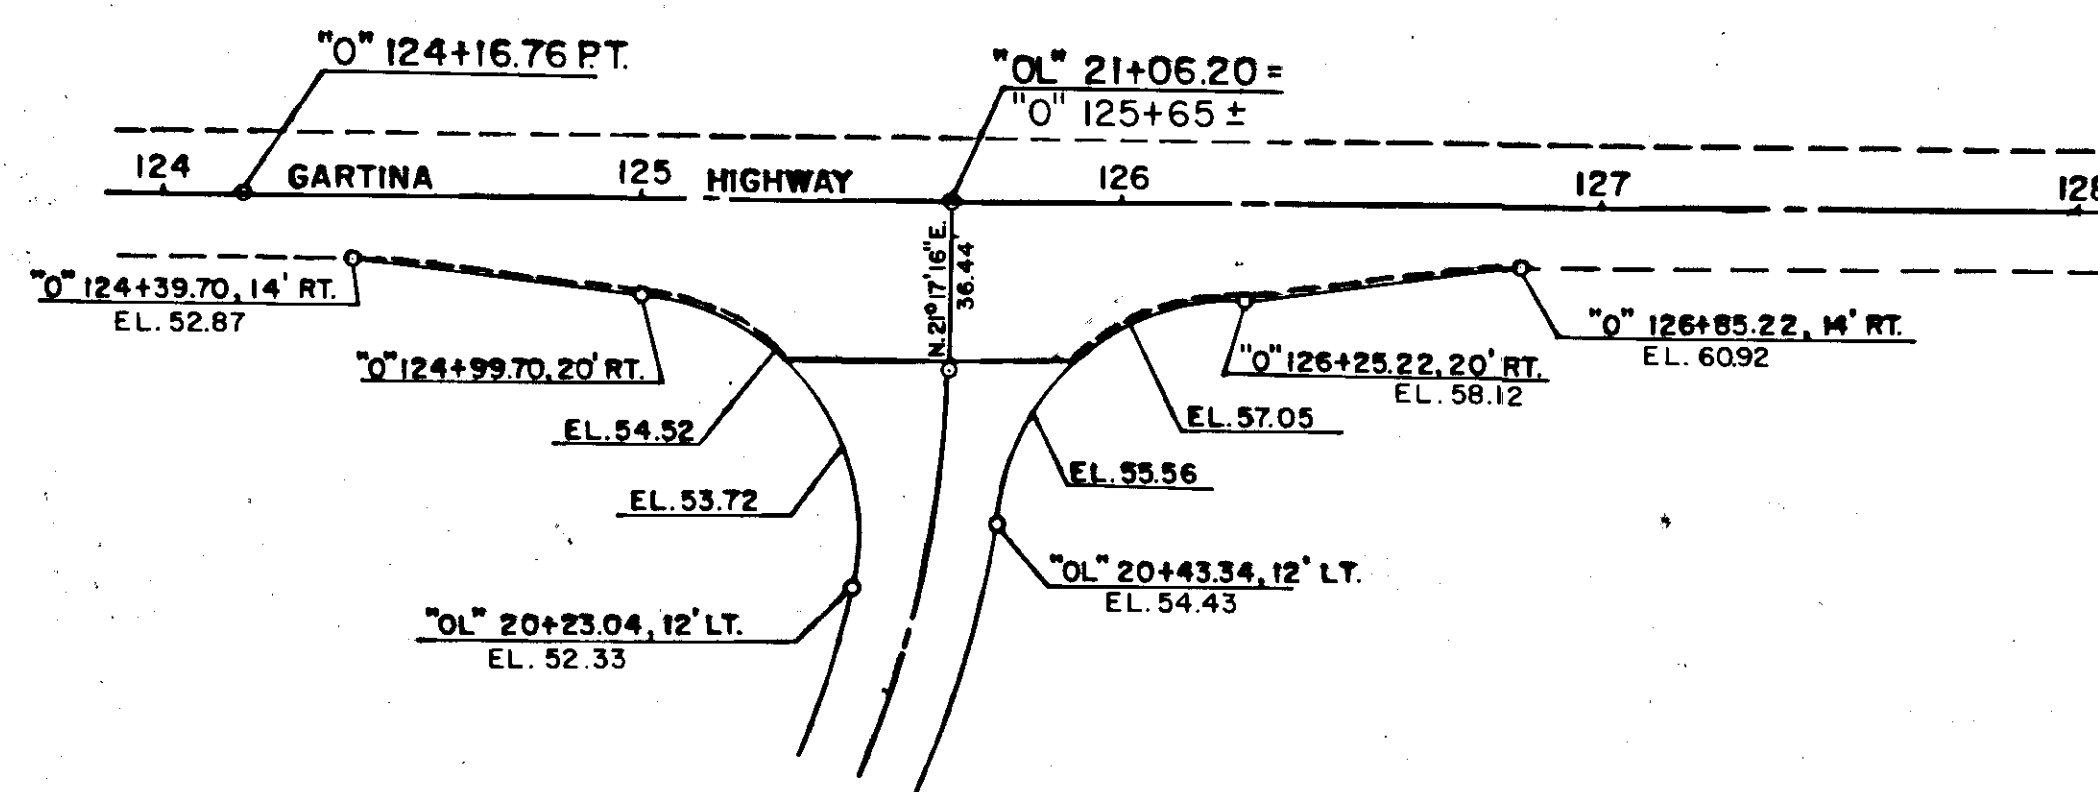 "O" 124+16.76 P.T.
"OL" 21+06.20 =
"O" 125+65 ±
124
GARTINA
125
HIGHWAY
126
127
128
N. 21° 17' 16" E.
36.44'
"O" 124+39.70, 14' RT.
EL. 52.87
"O" 124+99.70, 20' RT.
"O" 126+85.22, 14' RT.
EL. 60.92
"O" 126+25.22, 20' RT.
EL. 58.12
EL. 54.52
EL. 57.05
EL. 53.72
EL. 55.56
"OL" 20+43.34, 12' LT.
EL. 54.43
"OL" 20+23.04, 12' LT.
EL. 52.33